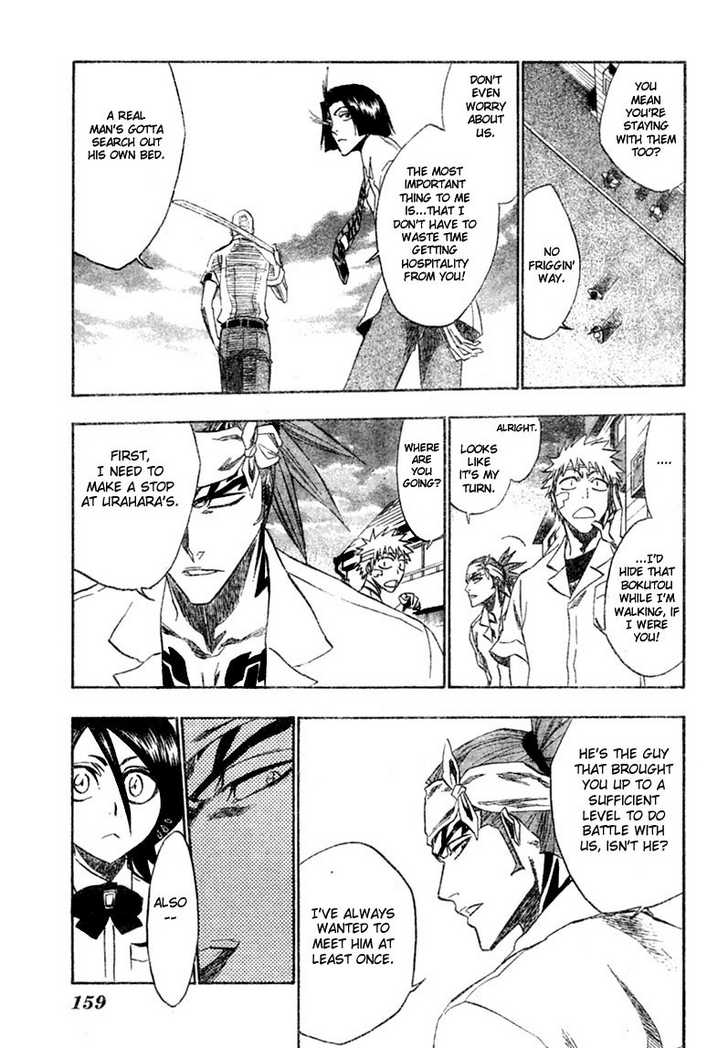 YOU
MEAN
YOU'RE
STAYING
WITH THEM
TOO?
NO
FRIGGIN'
WAY.
DON'T
EVEN
WORRY
ABOUT
US.
THE MOST
IMPORTANT
THING TO ME
IS...THAT I
DON'T HAVE TO
WASTE TIME
GETTING
HOSPITALITY
FROM YOU!
A REAL
MAN'S GOTTA
SEARCH OUT
HIS OWN BED.
....
...I'D
HIDE THAT
BOKUTOU
WHILE I'M
WALKING, IF
I WERE
YOU!
ALRIGHT.
LOOKS
LIKE IT'S MY
TURN.
WHERE
ARE
YOU
GOING?
FIRST,
I NEED TO
MAKE A STOP
AT URAHARA'S.
HE'S THE GUY
THAT BROUGHT
YOU UP TO A
SUFFICIENT
LEVEL TO DO
BATTLE WITH
US, ISN'T HE?
I'VE ALWAYS
WANTED TO
MEET HIM AT
LEAST ONCE.
ALSO
--
159